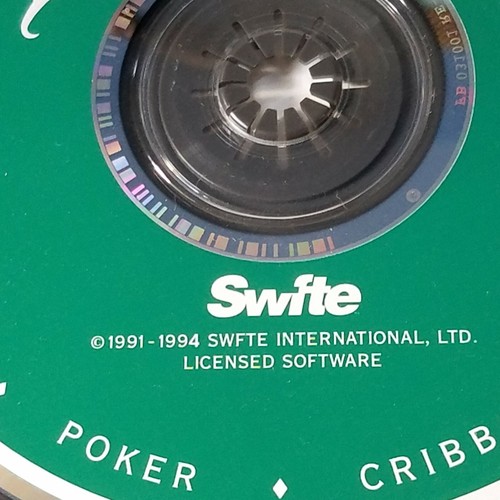 Swfte
©1991-1994 SWFTE INTERNATIONAL, LTD.
LICENSED SOFTWARE
POKER ♦ CRIBB